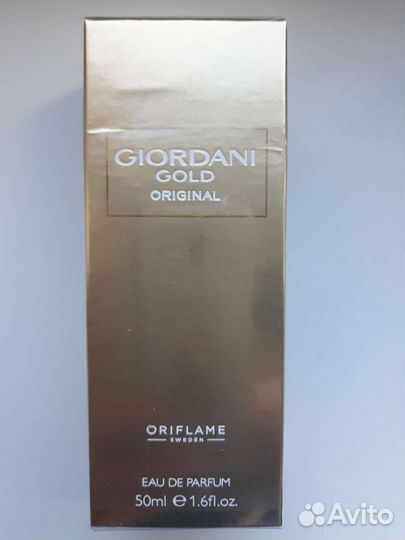 GIORDANI
GOLD
ORIGINAL
ORIFLAME
SWEDEN
EAU DE PARFUM
50ml e 1.6fl.oz.
Avito